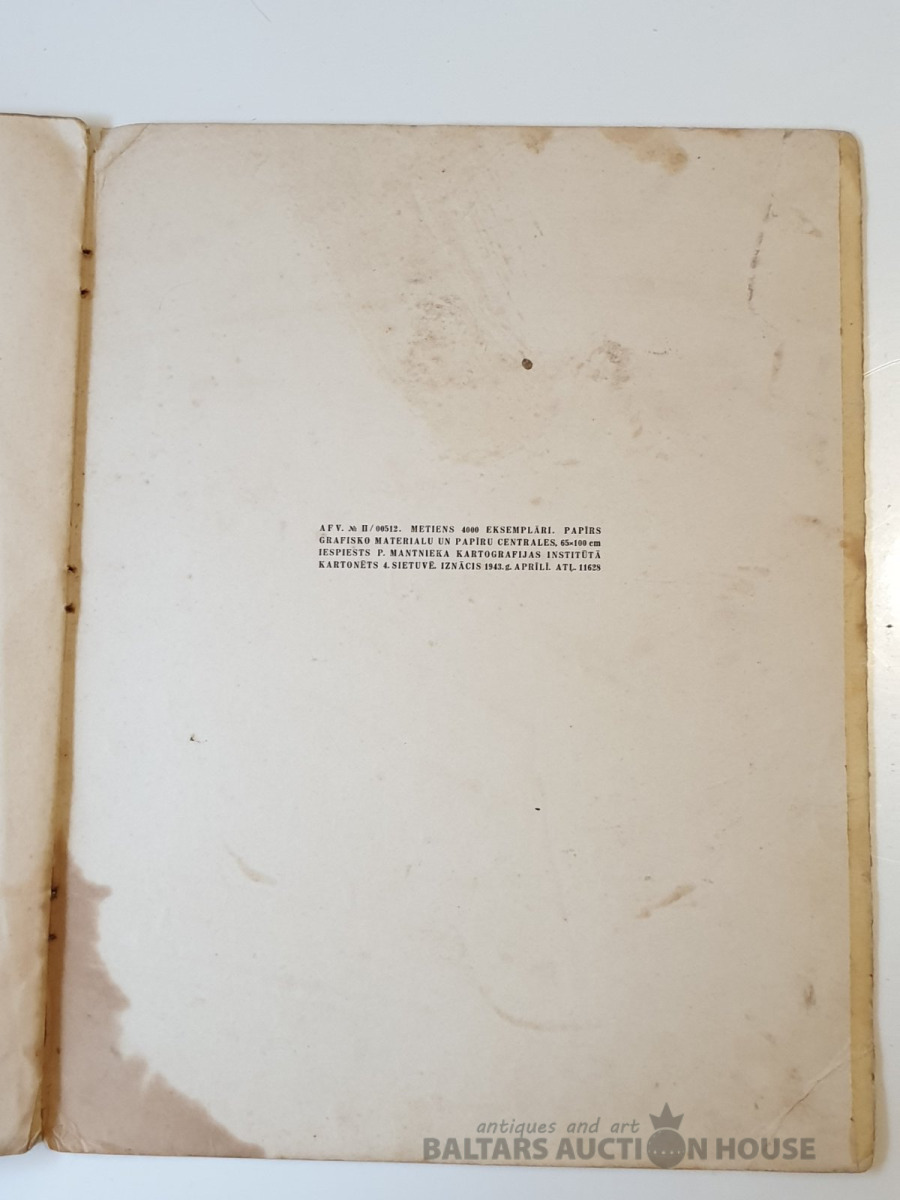 AFV. № II/00512. METIENS 4000 EKSEMPLĀRI. PAPĪRS
GRAFISKO MATERIALU UN PAPĪRU CENTRALES, 65×100 cm
IESPIESTS P. MANTNIEKA KARTOGRAFIJAS INSTITŪTĀ
KARTONĒTS 4. SIETUVĒ. IZNĀCIS 1943. g. APRĪLĪ. ATĻ. 11628
antiques and art
BALTARS AUCTION HOUSE